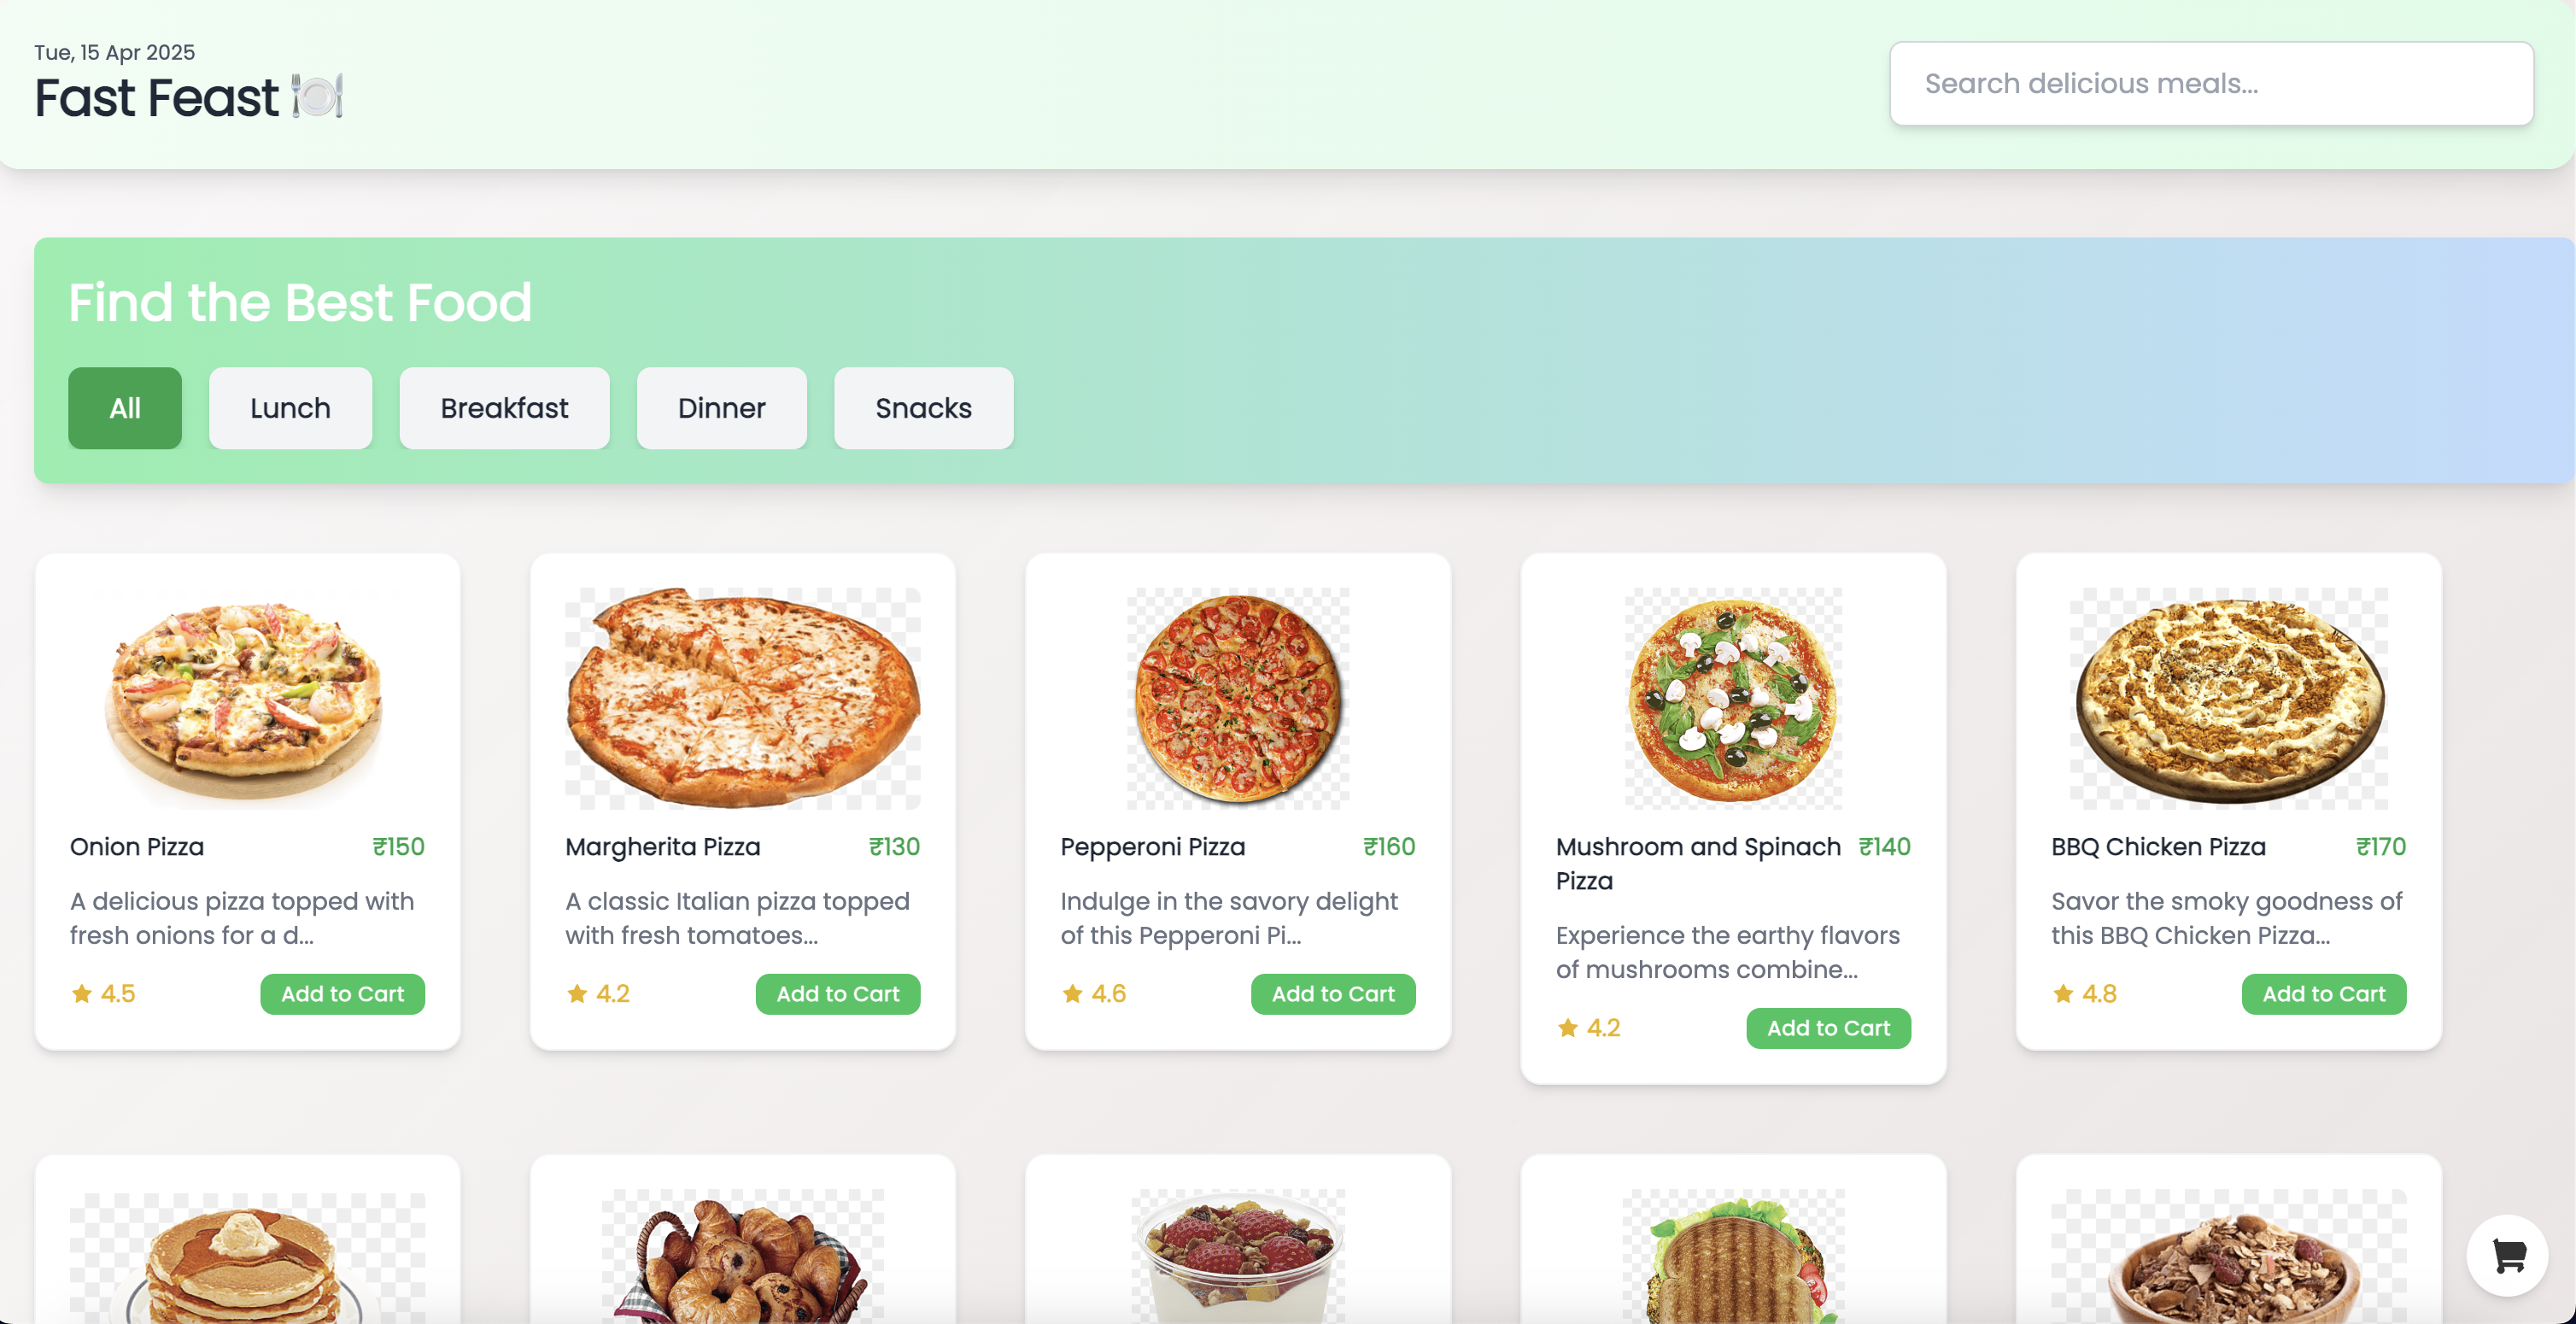 Tue, 15 Apr 2025
Fast Feast
Search delicious meals...
Find the Best Food
All
Lunch
Breakfast
Dinner
Snacks
Onion Pizza
₹150
A delicious pizza topped with
fresh onions for a d...
4.5
Add to Cart
Margherita Pizza
₹130
A classic Italian pizza topped
with fresh tomatoes...
4.2
Add to Cart
Pepperoni Pizza
₹160
Indulge in the savory delight
of this Pepperoni Pi...
4.6
Add to Cart
Mushroom and Spinach
Pizza
₹140
Experience the earthy flavors
of mushrooms combine...
4.2
Add to Cart
BBQ Chicken Pizza
₹170
Savor the smoky goodness of
this BBQ Chicken Pizza...
4.8
Add to Cart